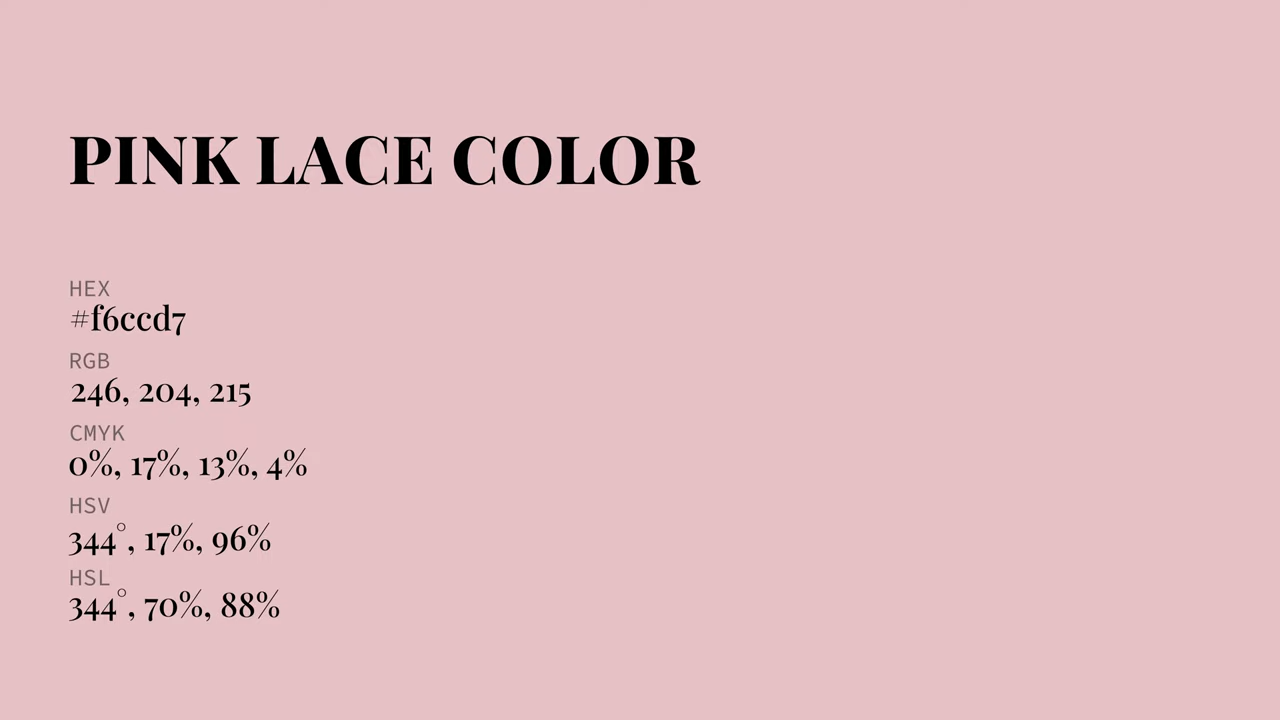 PINK LACE COLOR
HEX
#f6ccd7
RGB
246, 204, 215
CMYK
0%, 17%, 13%, 4%
HSV
344°, 17%, 96%
HSL
344°, 70%, 88%